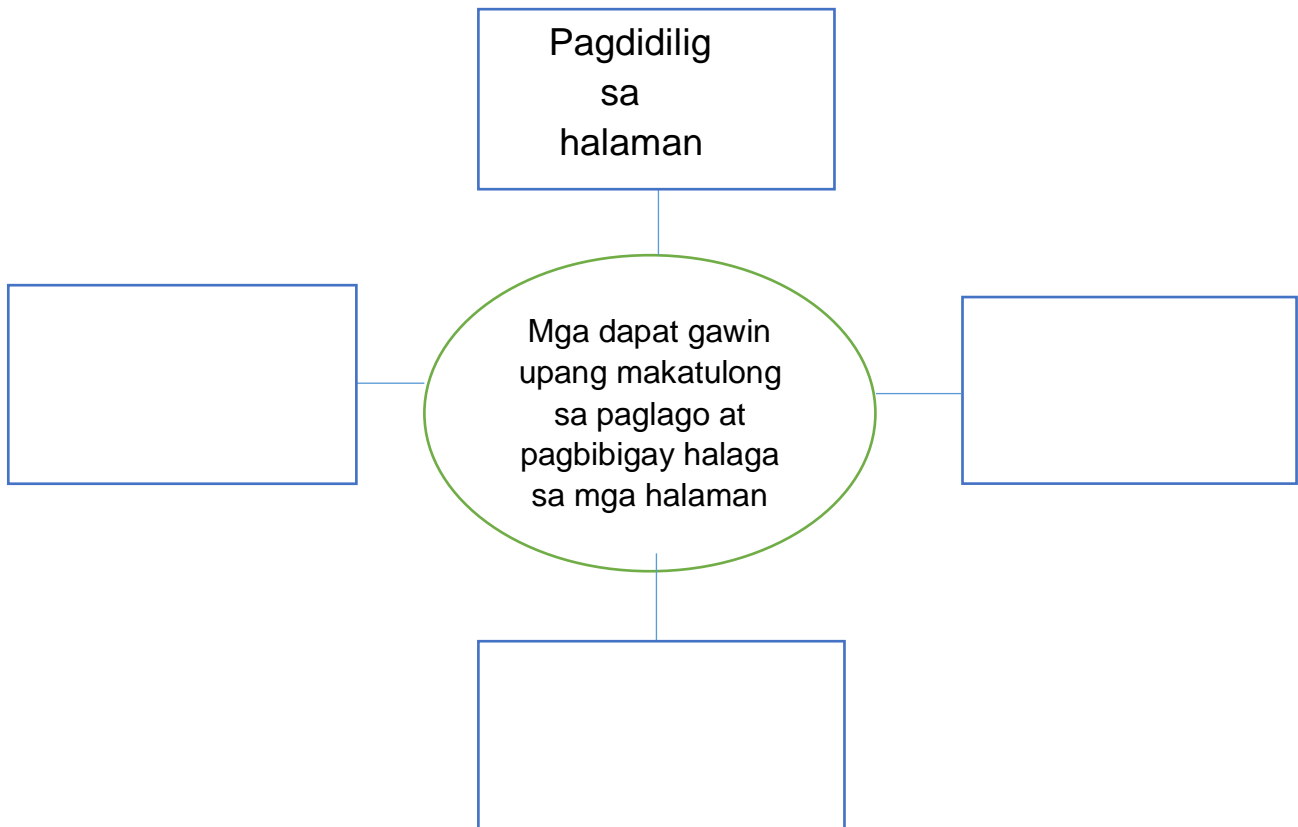 Pagdidilig
sa
halaman
Mga dapat gawin
upang makatulong
sa paglago at
pagbibigay halaga
sa mga halaman